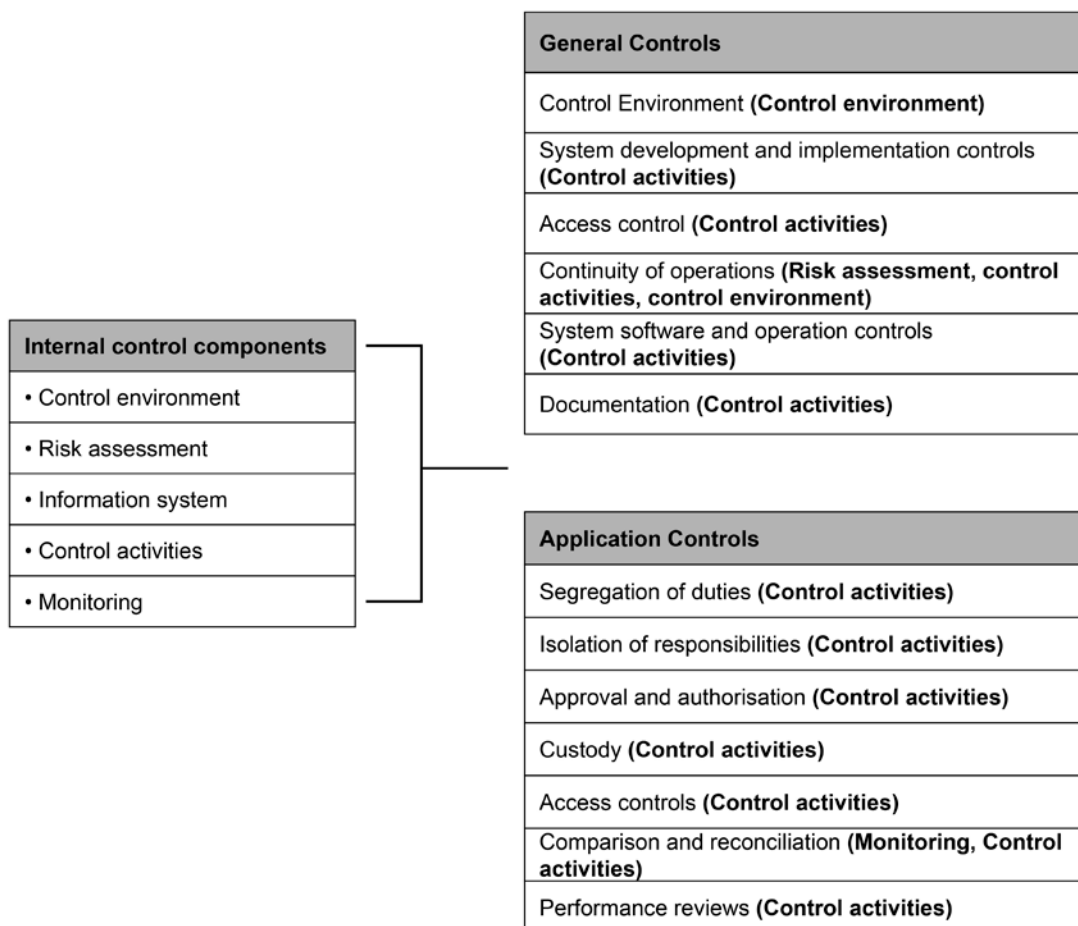 General Controls
Control Environment (Control environment)
System development and implementation controls
(Control activities)
Access control (Control activities)
Continuity of operations (Risk assessment, control
activities, control environment)
System software and operation controls
(Control activities)
Documentation (Control activities)
Internal control components
• Control environment
• Risk assessment
• Information system
• Control activities
• Monitoring
Application Controls
Segregation of duties (Control activities)
Isolation of responsibilities (Control activities)
Approval and authorisation (Control activities)
Custody (Control activities)
Access controls (Control activities)
Comparison and reconciliation (Monitoring, Control
activities)
Performance reviews (Control activities)